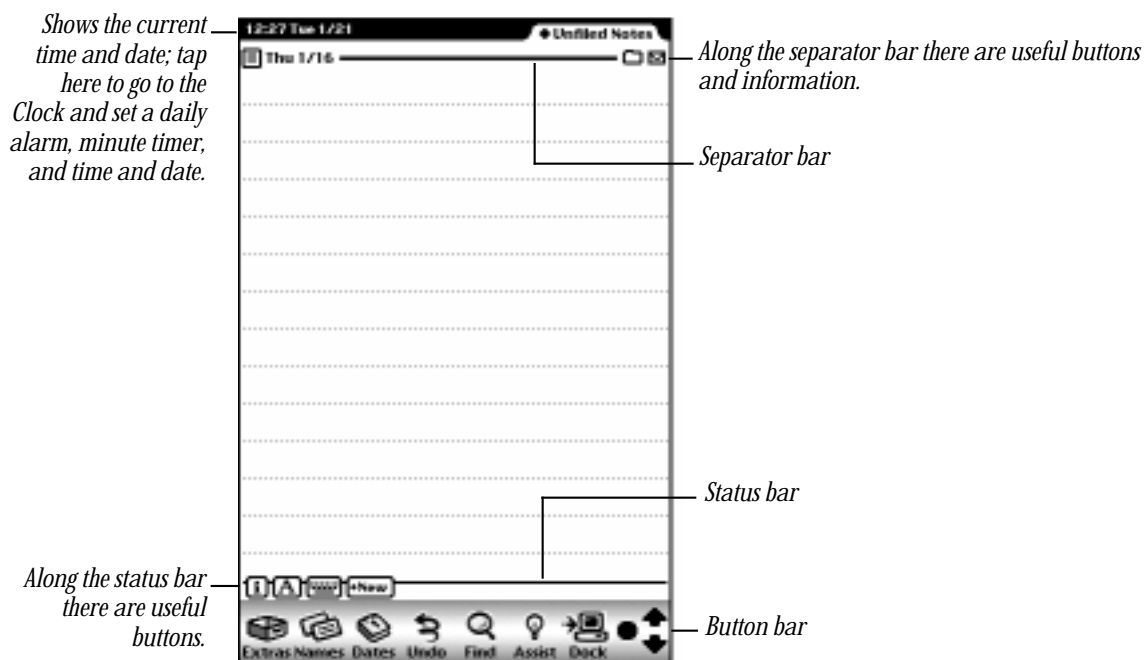 Shows the current
time and date; tap
here to go to the
Clock and set a daily
alarm, minute timer,
and time and date.
12:27 Tue 1/21
Unfiled Notes
Thu 1/16
Along the separator bar there are useful buttons
and information.
Separator bar
Status bar
Along the status bar
there are useful
buttons.
i A +New
Extras Names Dates Undo Find Assist Dock
Button bar